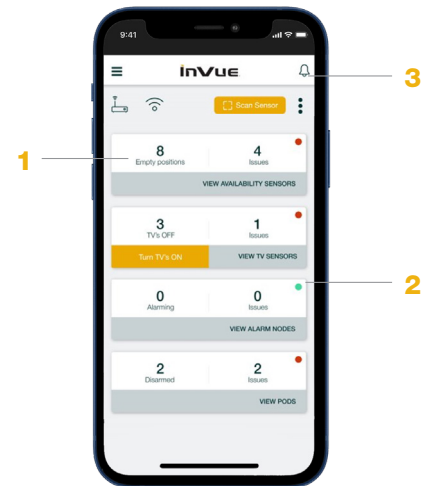 9:41
inVue
3
Scan Sensor
1
8
Empty positions
4
Issues
VIEW AVAILABILITY SENSORS
3
TV's OFF
1
Issues
Turn TV's ON
VIEW TV SENSORS
2
0
Alarming
0
Issues
VIEW ALARM NODES
2
Disarmed
2
Issues
VIEW PODS